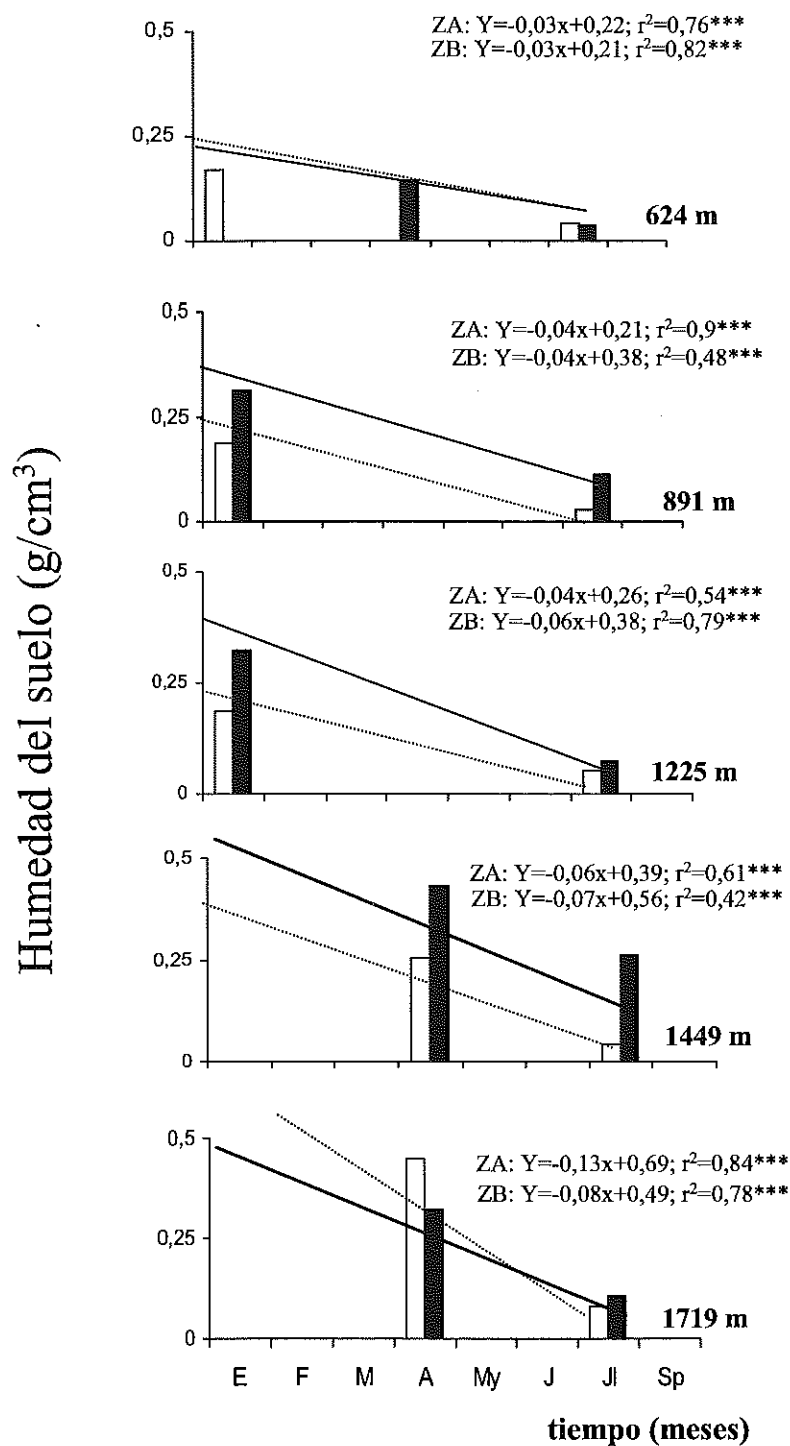 ZA: Y=-0,03x+0,22; r²=0,76***
ZB: Y=-0,03x+0,21; r²=0,82***
0,5
0,25
0
624 m
ZA: Y=-0,04x+0,21; r²=0,9***
ZB: Y=-0,04x+0,38; r²=0,48***
0,5
0,25
0
891 m
ZA: Y=-0,04x+0,26; r²=0,54***
ZB: Y=-0,06x+0,38; r²=0,79***
0,5
0,25
0
1225 m
ZA: Y=-0,06x+0,39; r²=0,61***
ZB: Y=-0,07x+0,56; r²=0,42***
0,5
0,25
0
1449 m
ZA: Y=-0,13x+0,69; r²=0,84***
ZB: Y=-0,08x+0,49; r²=0,78***
0,5
0,25
0
1719 m
E F M A My J Jl Sp
tiempo (meses)
Humedad del suelo (g/cm³)